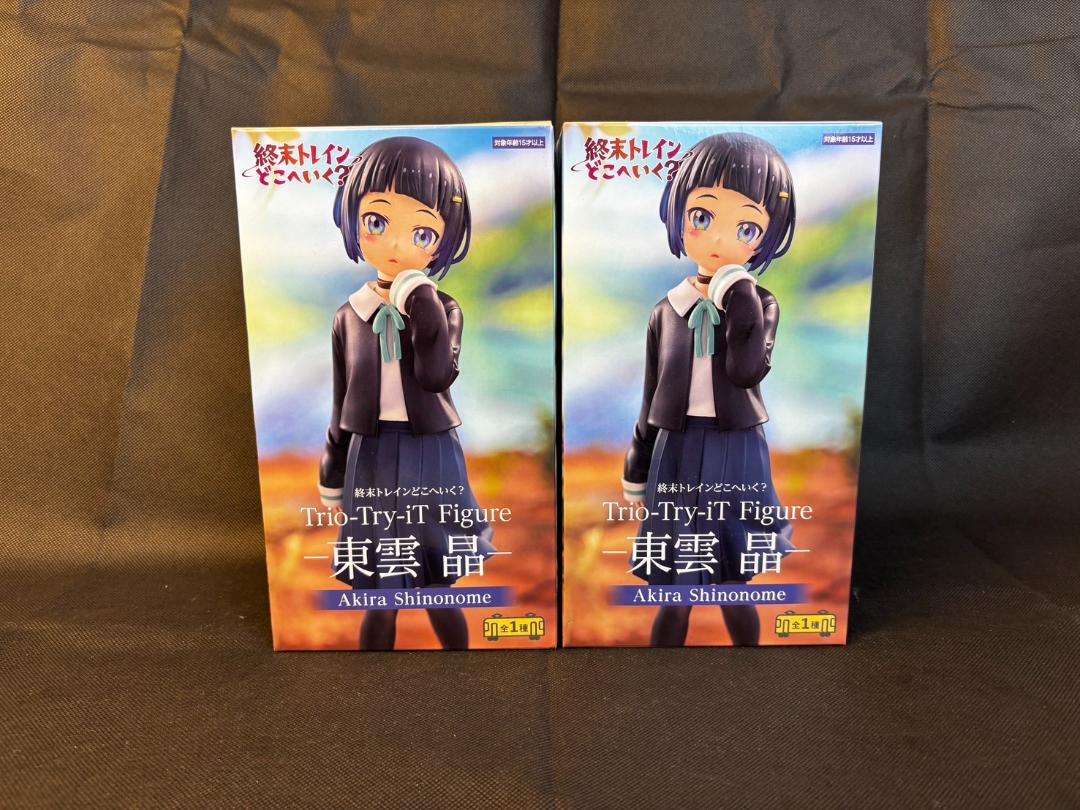 終末トレイン
どこへいく?
対象年齢15才以上
終末トレインどこへいく?
Trio-Try-iT Figure
東雲 晶
Akira Shinonome
全1種
終末トレイン
どこへいく?
対象年齢15才以上
終末トレインどこへいく?
Trio-Try-iT Figure
東雲 晶
Akira Shinonome
全1種